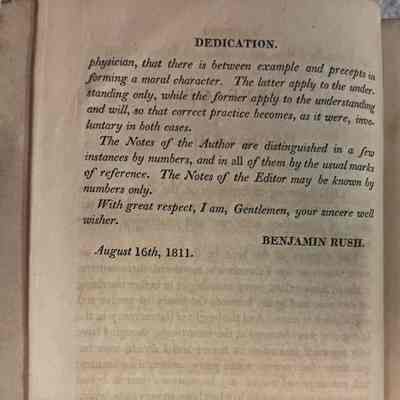 DEDICATION.
physician, that there is between example and precepts in
forming a moral character. The latter apply to the under-
standing only, while the former apply to the understanding
and will, so that correct practice becomes, as it were, invo-
luntary in both cases.
The Notes of the Author are distinguished in a few
instances by numbers, and in all of them by the usual marks
of reference. The Notes of the Editor may be known by
numbers only.
With great respect, I am, Gentlemen, your sincere well
wisher.
BENJAMIN RUSH.
August 16th, 1811.